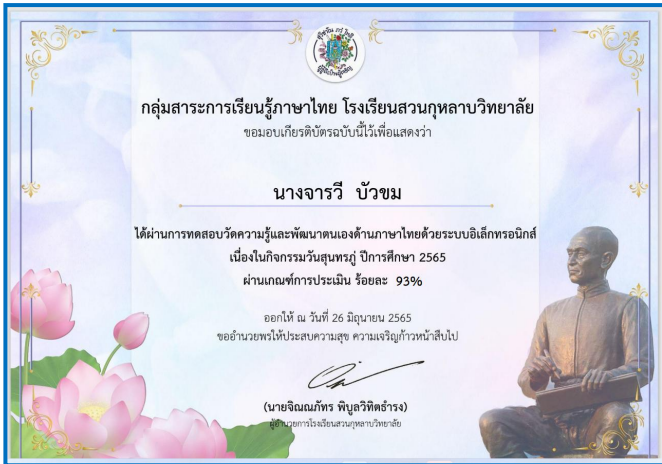 สุวิชาโน ภวํ โหติ
กลุ่มสาระการเรียนรู้ภาษาไทย โรงเรียนสวนกุหลาบวิทยาลัย
ขอมอบเกียรติบัตรฉบับนี้ไว้เพื่อแสดงว่า
นางจารวี บัวขม
ได้ผ่านการทดสอบวัดความรู้และพัฒนาตนเองด้านภาษาไทยด้วยระบบอิเล็กทรอนิกส์
เนื่องในกิจกรรมวันสุนทรภู่ ปีการศึกษา 2565
ผ่านเกณฑ์การประเมิน ร้อยละ 93%
ออกให้ ณ วันที่ 26 มิถุนายน 2565
ขออำนวยพรให้ประสบความสุข ความเจริญก้าวหน้าสืบไป
(นายจิณณภัทร พิบูลวิทิตธำรง)
ผู้อำนวยการโรงเรียนสวนกุหลาบวิทยาลัย